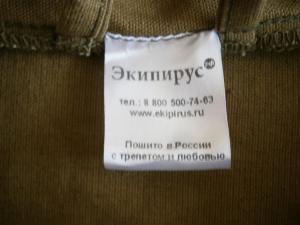 Экипирус
тел.: 8 800 500-74-63
www.ekipirus.ru
Пошито в России
с трепетом и любовью